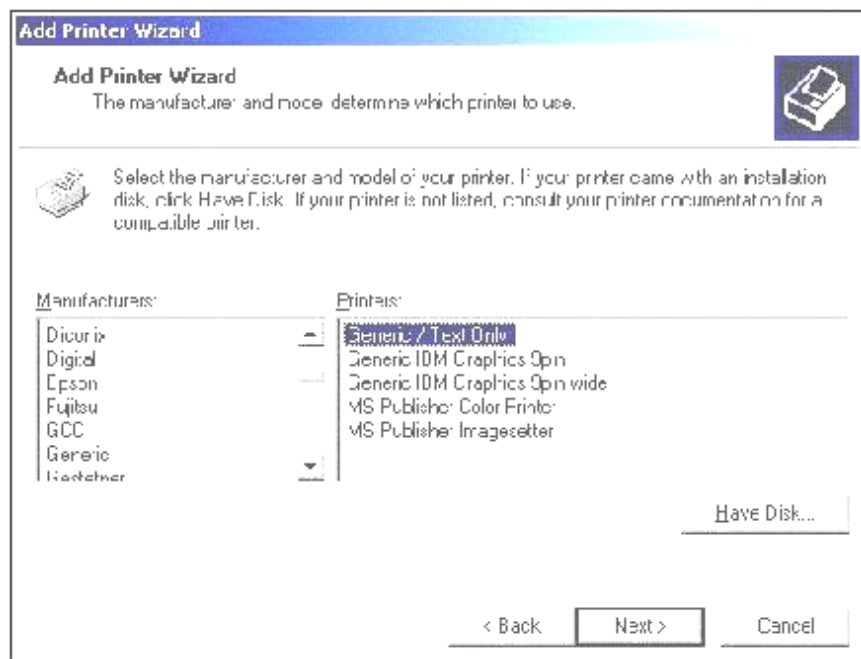 Add Printer Wizard
Add Printer Wizard
The manufacturer and model determine which printer to use.
Select the manufacturer and model of your printer. If your printer came with an installation
disk, click Have Disk. If your printer is not listed, consult your printer documentation for a
compatible printer.
Manufacturers:
Diconix
Digital
Epson
Fujitsu
GCC
Generic
Gestetner
Printers:
Generic / Text Only
Generic IBM Graphics 9pin
Generic IBM Graphics 9pin wide
MS Publisher Color Printer
MS Publisher Imagesetter
Have Disk...
< Back
Next >
Cancel